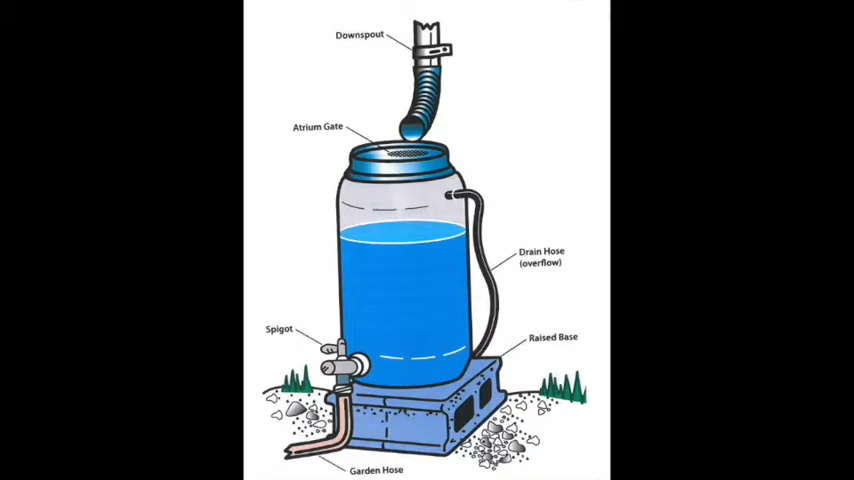 Downspout
Atrium Gate
Drain Hose
(overflow)
Spigot
Raised Base
Garden Hose